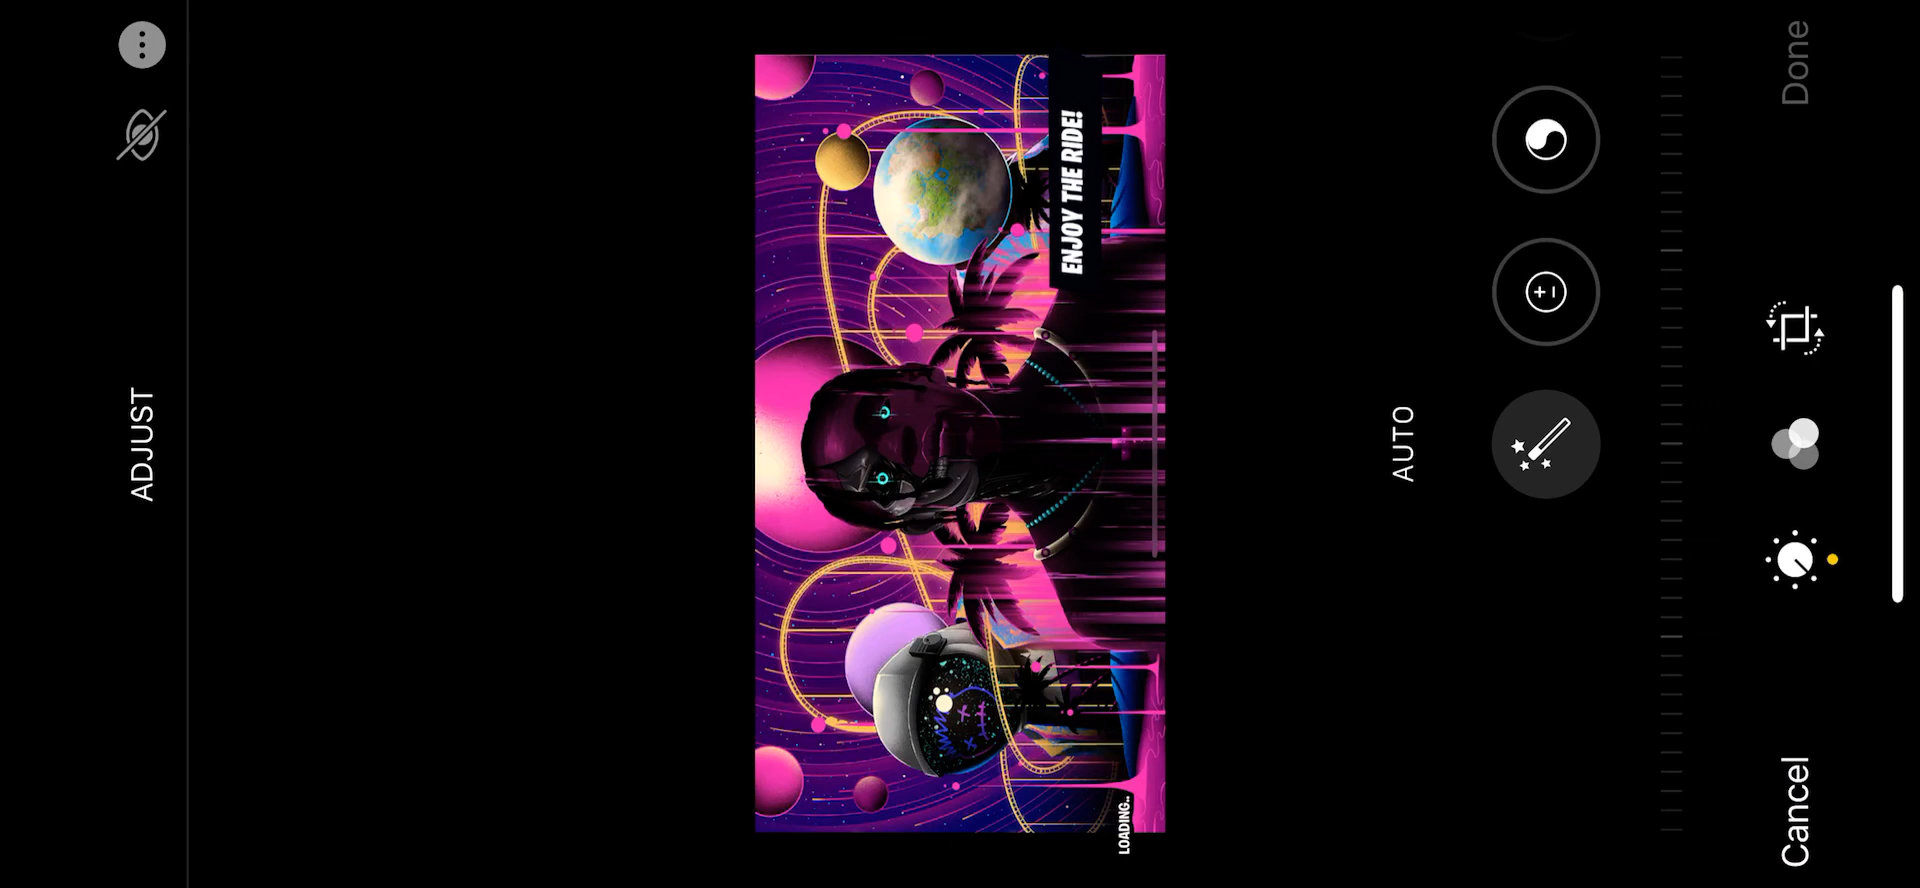 ADJUST
ENJOY THE RIDE!
LOADING..
AUTO
Cancel
Done